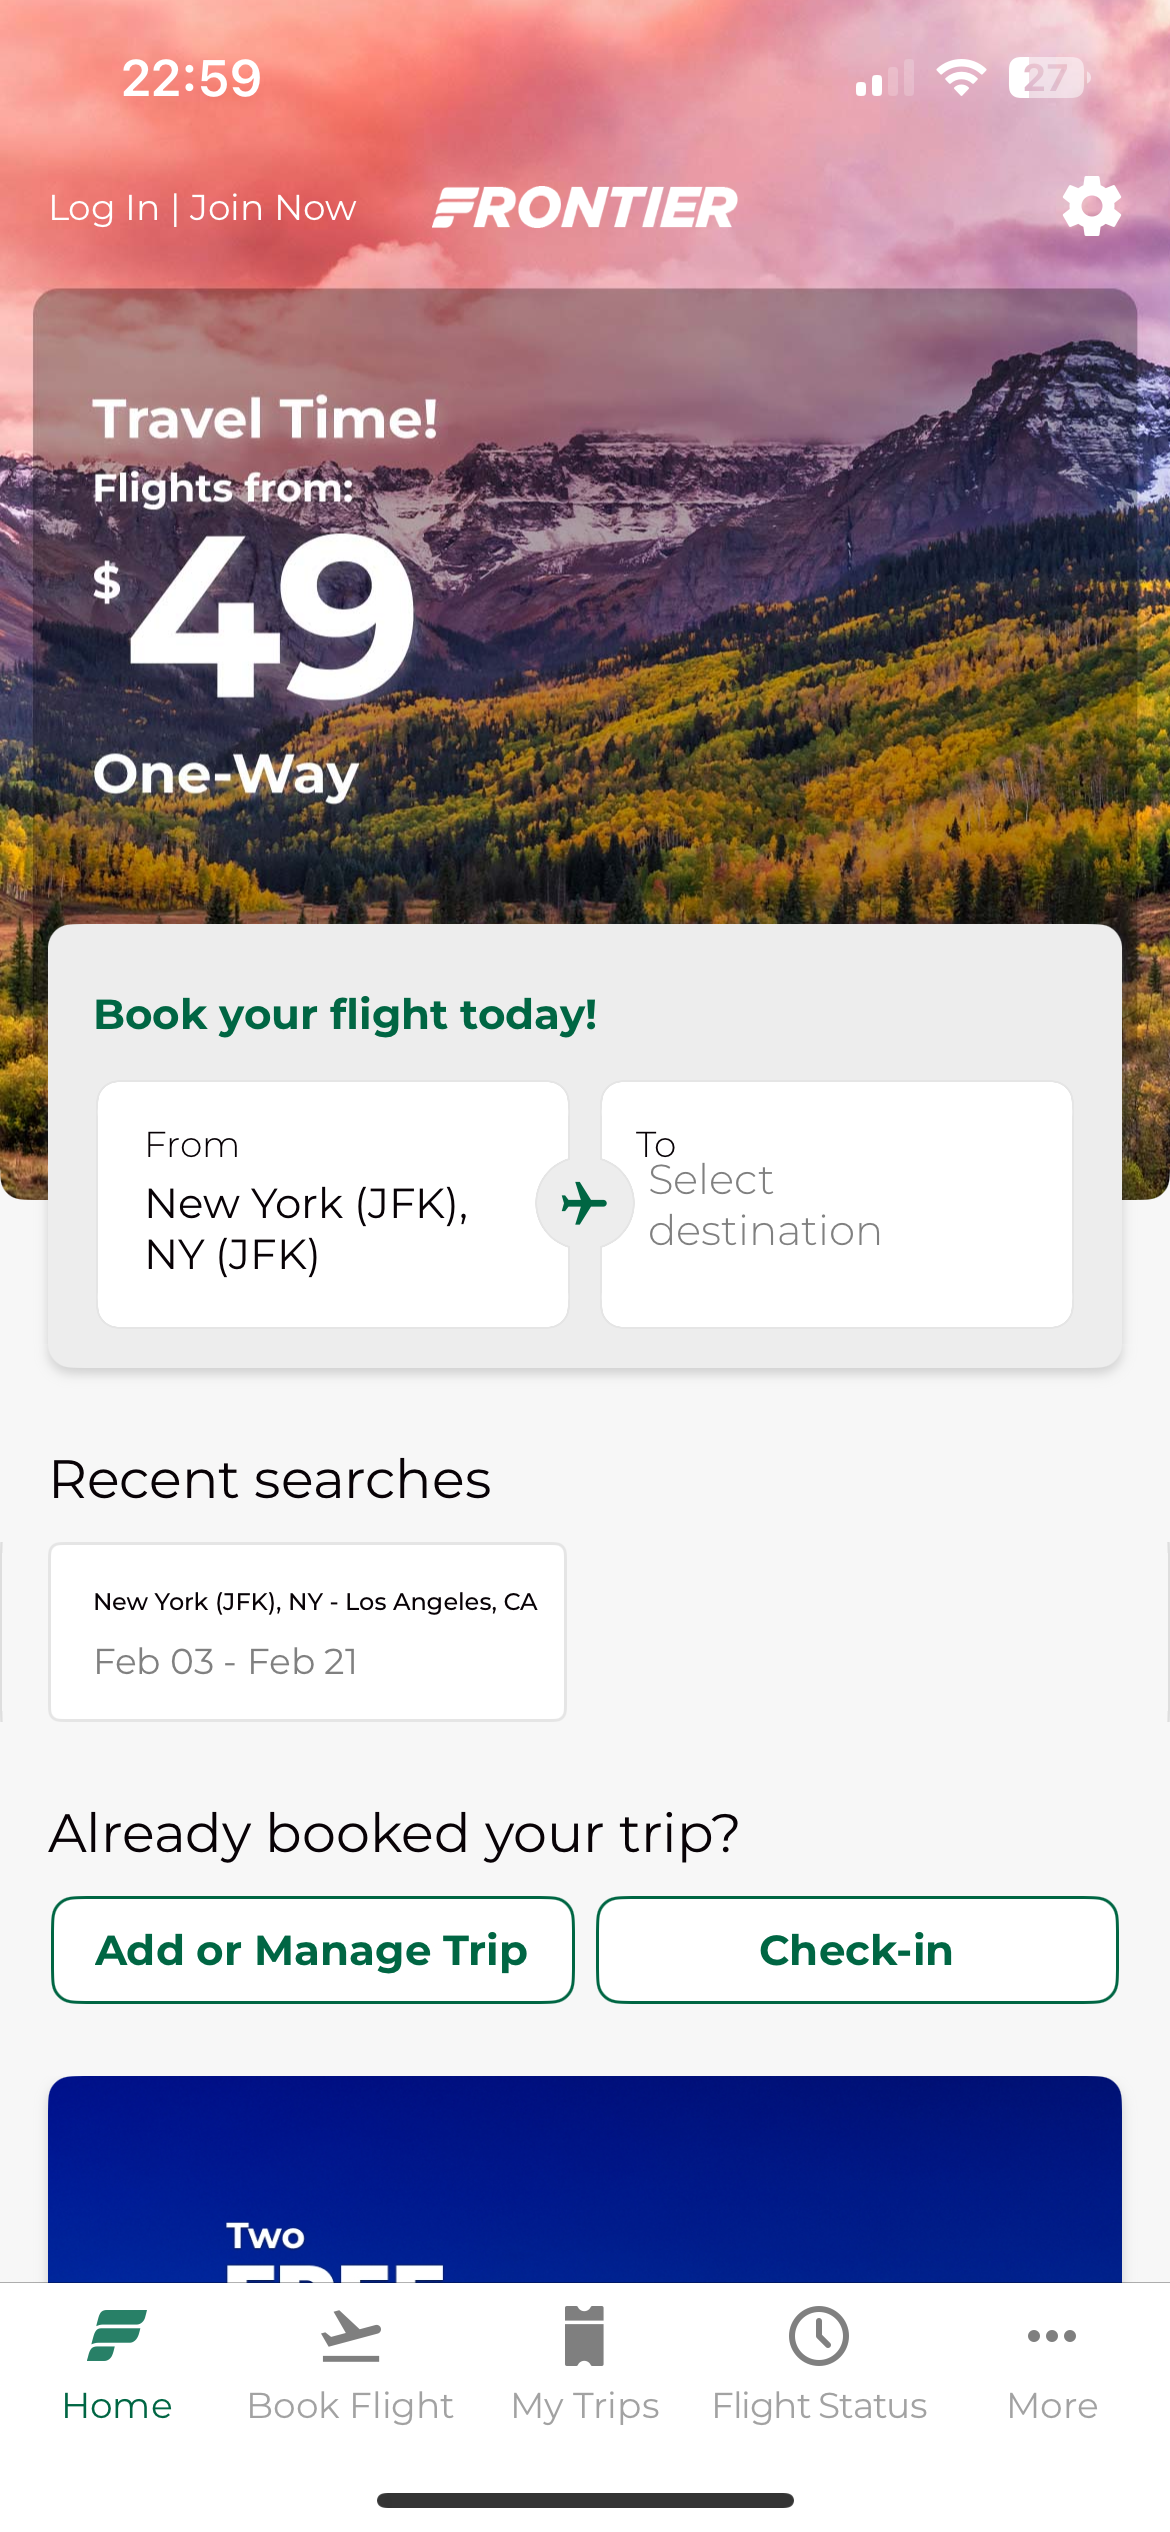 22:59
27
Log In | Join Now
FRONTIER
Travel Time!
Flights from:
$49
One-Way
Book your flight today!
From
New York (JFK),
NY (JFK)
To
Select
destination
Recent searches
New York (JFK), NY - Los Angeles, CA
Feb 03 - Feb 21
Already booked your trip?
Add or Manage Trip
Check-in
Two
FREE
Home
Book Flight
My Trips
Flight Status
More